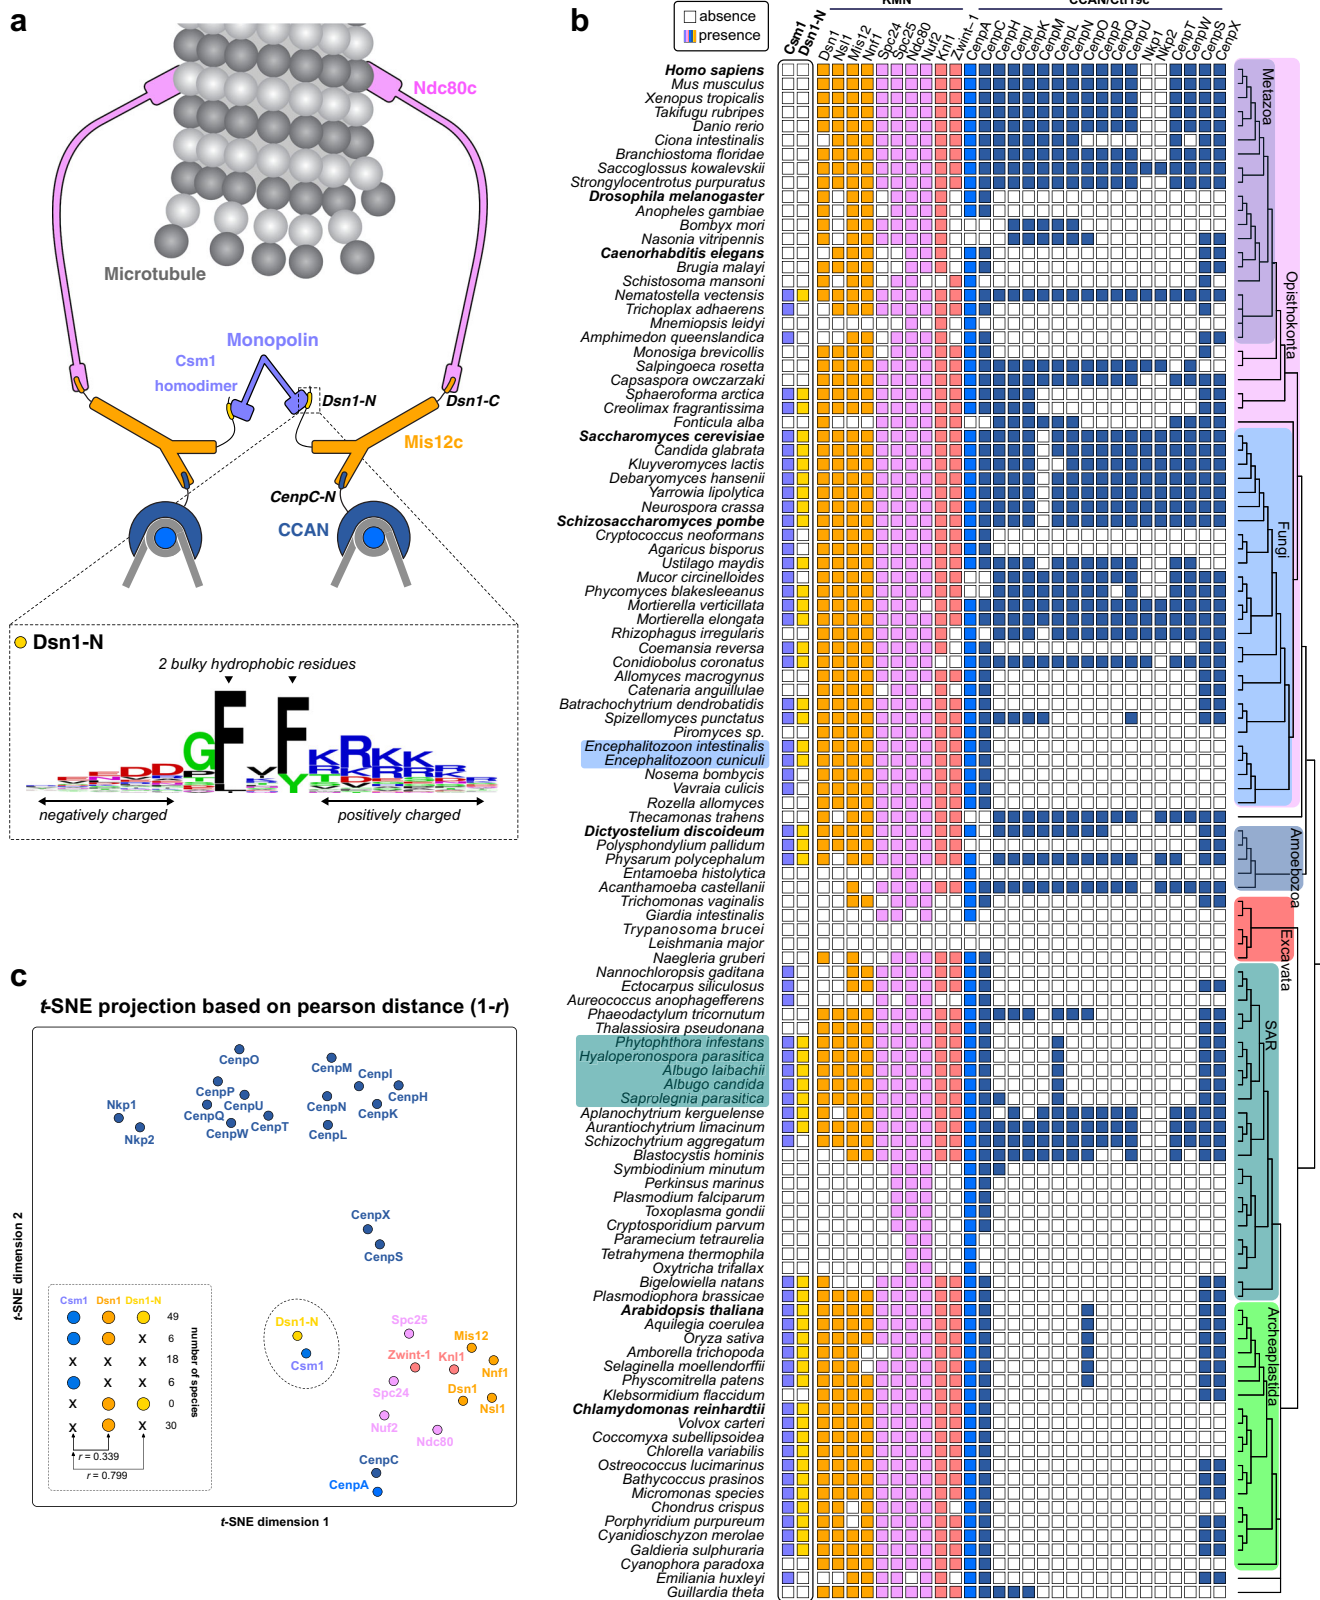 a
Ndc80c
Microtubule
Monopolin
Csm1
homodimer
Dsn1-N
Dsn1-C
Mis12c
CenpC-N
CCAN
Dsn1-N
2 bulky hydrophobic residues
negatively charged
positively charged
b
absence
presence
KMN
CCAN/Ctf19c
Csm1
Dsn1-N
Dsn1
Nsl1
Mis12
Nnf1
Spc24
Spc25
Ndc80
Nuf2
Knl1
Zwint-1
CenpA
CenpC
CenpH
CenpI
CenpK
CenpM
CenpL
CenpN
CenpO
CenpP
CenpQ
CenpU
Nkp1
Nkp2
CenpT
CenpW
CenpS
CenpX
Homo sapiens
Mus musculus
Xenopus tropicalis
Takifugu rubripes
Danio rerio
Ciona intestinalis
Branchiostoma floridae
Saccoglossus kowalevskii
Strongylocentrotus purpuratus
Drosophila melanogaster
Anopheles gambiae
Bombyx mori
Nasonia vitripennis
Caenorhabditis elegans
Brugia malayi
Schistosoma mansoni
Nematostella vectensis
Trichoplax adhaerens
Mnemiopsis leidyi
Amphimedon queenslandica
Monosiga brevicollis
Salpingoeca rosetta
Capsaspora owczarzaki
Sphaeroforma arctica
Creolimax fragrantissima
Fonticula alba
Saccharomyces cerevisiae
Candida glabrata
Kluyveromyces lactis
Debaryomyces hansenii
Yarrowia lipolytica
Neurospora crassa
Schizosaccharomyces pombe
Cryptococcus neoformans
Agaricus bisporus
Ustilago maydis
Mucor circinelloides
Phycomyces blakesleeanus
Mortierella verticillata
Mortierella elongata
Rhizophagus irregularis
Coemansia reversa
Conidiobolus coronatus
Allomyces macrogynus
Catenaria anguillulae
Batrachochytrium dendrobatidis
Spizellomyces punctatus
Piromyces sp.
Encephalitozoon intestinalis
Encephalitozoon cuniculi
Nosema bombycis
Vavraia culicis
Rozella allomyces
Thecamonas trahens
Dictyostelium discoideum
Polysphondylium pallidum
Physarum polycephalum
Entamoeba histolytica
Acanthamoeba castellanii
Trichomonas vaginalis
Giardia intestinalis
Trypanosoma brucei
Leishmania major
Naegleria gruberi
Nannochloropsis gaditana
Ectocarpus siliculosus
Aureococcus anophagefferens
Phaeodactylum tricornutum
Thalassiosira pseudonana
Phytophthora infestans
Hyaloperonospora parasitica
Albugo laibachii
Albugo candida
Saprolegnia parasitica
Aplanochytrium kerguelense
Aurantiochytrium limacinum
Schizochytrium aggregatum
Blastocystis hominis
Symbiodinium minutum
Perkinsus marinus
Plasmodium falciparum
Toxoplasma gondii
Cryptosporidium parvum
Paramecium tetraurelia
Tetrahymena thermophila
Oxytricha trifallax
Bigelowiella natans
Plasmodiophora brassicae
Arabidopsis thaliana
Aquilegia coerulea
Oryza sativa
Amborella trichopoda
Selaginella moellendorffii
Physcomitrella patens
Klebsormidium flaccidum
Chlamydomonas reinhardtii
Volvox carteri
Coccomyxa subellipsoidea
Chlorella variabilis
Ostreococcus lucimarinus
Bathycoccus prasinos
Micromonas species
Chondrus crispus
Porphyridium purpureum
Cyanidioschyzon merolae
Galdieria sulphuraria
Cyanophora paradoxa
Emiliania huxleyi
Guillardia theta
Metazoa
Opisthokonta
Fungi
Amoebozoa
Excavata
SAR
Archeaplastida
c
t-SNE projection based on pearson distance (1-r)
CenpO
CenpM
CenpI
CenpP
CenpH
CenpU
Nkp1
CenpQ
CenpN
CenpK
CenpT
Nkp2
CenpW
CenpL
CenpX
CenpS
t-SNE dimension 2
Csm1 Dsn1 Dsn1-N
49
X 6
X X X 18
X X 6
X 0
X X 30
number of species
r = 0.339
r = 0.799
Dsn1-N
Csm1
Spc25
Mis12
Zwint-1
Knl1
Nnf1
Spc24
Dsn1
Nsl1
Nuf2
Ndc80
CenpC
CenpA
t-SNE dimension 1